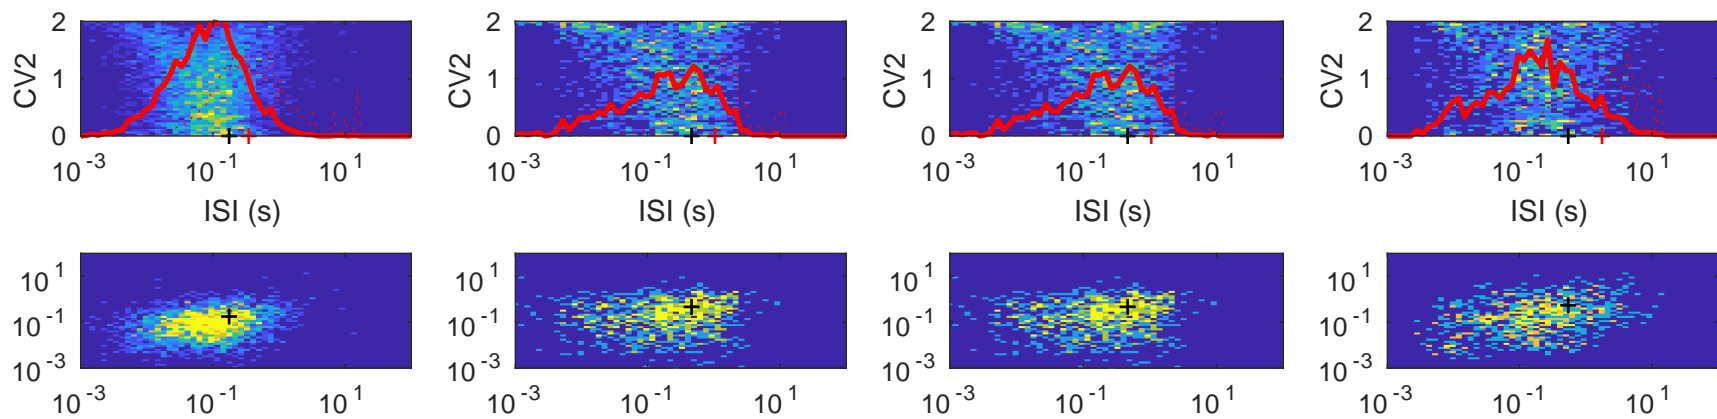 2 2 2 2
CV2 CV2 CV2 CV2
1 1 1 1
0 0 0 0
10^-3 10^-1 10^1 10^-3 10^-1 10^1 10^-3 10^-1 10^1 10^-3 10^-1 10^1
ISI (s) ISI (s) ISI (s) ISI (s)
10^1 10^1 10^1 10^1
10^-1 10^-1 10^-1 10^-1
10^-3 10^-3 10^-3 10^-3
10^-3 10^-1 10^1 10^-3 10^-1 10^1 10^-3 10^-1 10^1 10^-3 10^-1 10^1